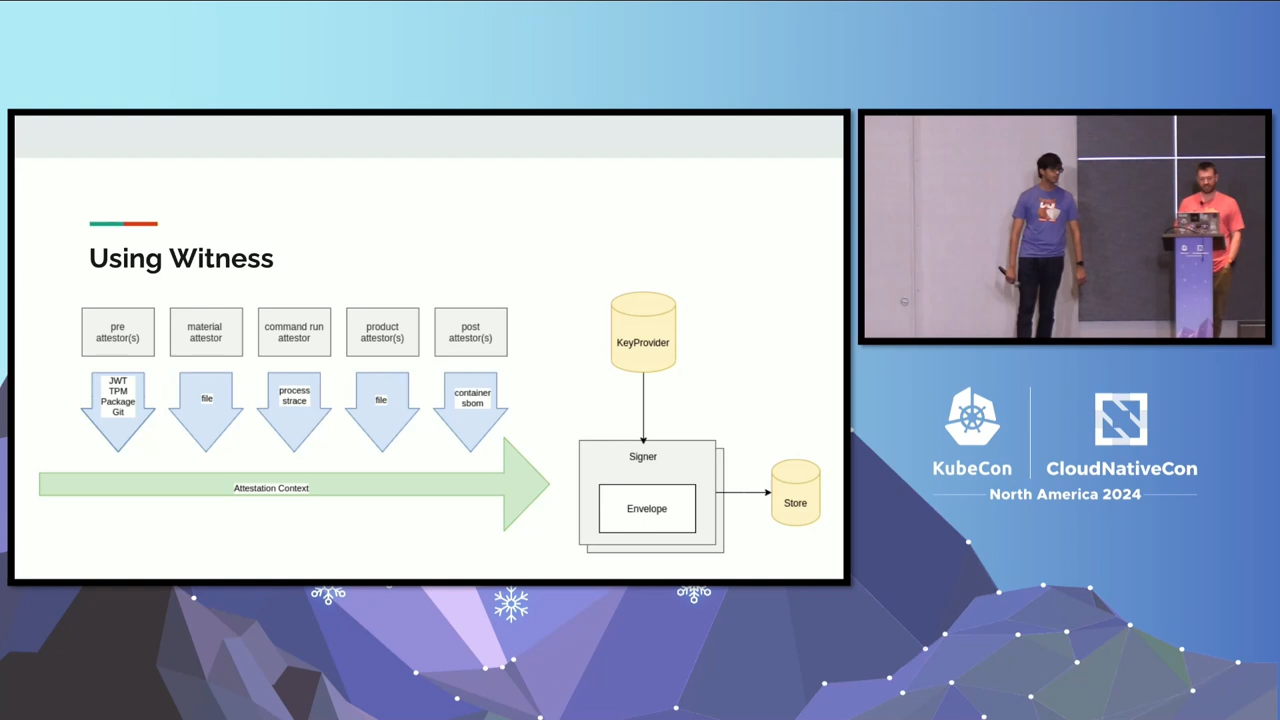 Using Witness
pre
attestor(s)
material
attestor
command run
attestor
product
attestor(s)
post
attestor(s)
JWT
TPM
Package
Git
file
process
strace
file
container
sbom
Attestation Context
KeyProvider
Signer
Envelope
Store
KubeCon
CloudNativeCon
North America 2024